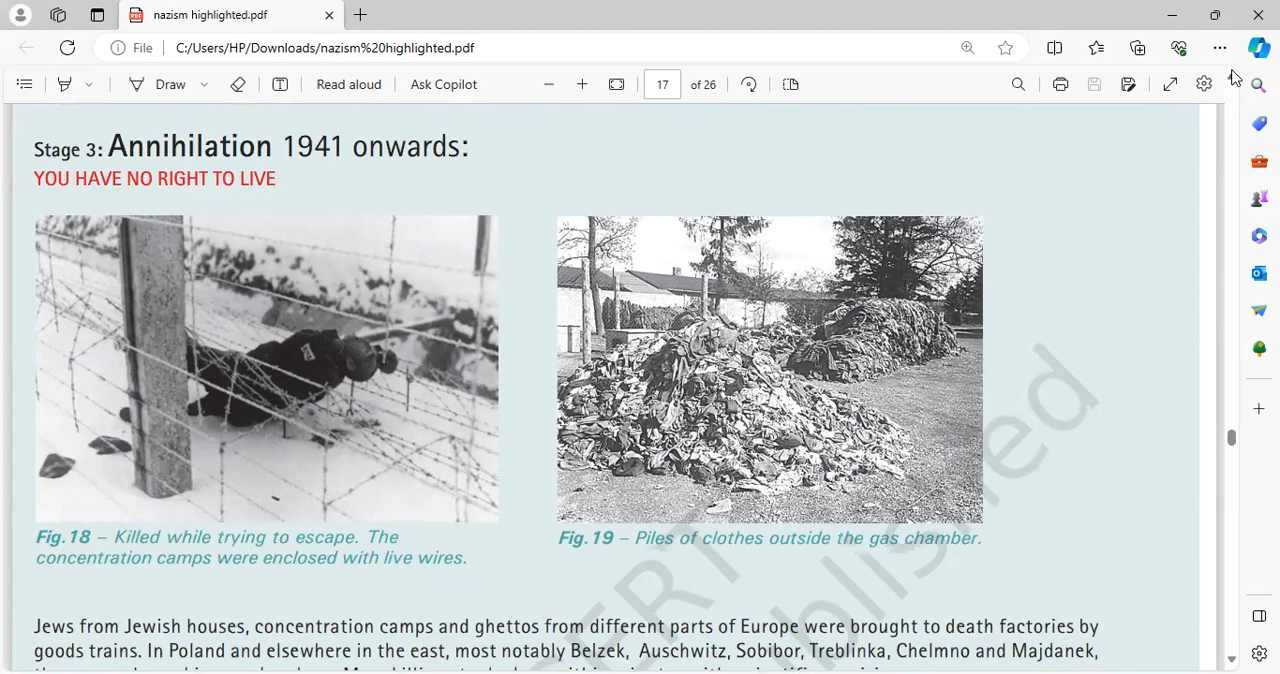 nazism highlighted.pdf
File
C:/Users/HP/Downloads/nazism%20highlighted.pdf
Draw
Read aloud
Ask Copilot
17
of 26
Stage 3: Annihilation 1941 onwards:
YOU HAVE NO RIGHT TO LIVE
Fig.18 – Killed while trying to escape. The
concentration camps were enclosed with live wires.
Fig.19 – Piles of clothes outside the gas chamber.
Jews from Jewish houses, concentration camps and ghettos from different parts of Europe were brought to death factories by
goods trains. In Poland and elsewhere in the east, most notably Belzek, Auschwitz, Sobibor, Treblinka, Chelmno and Majdanek,